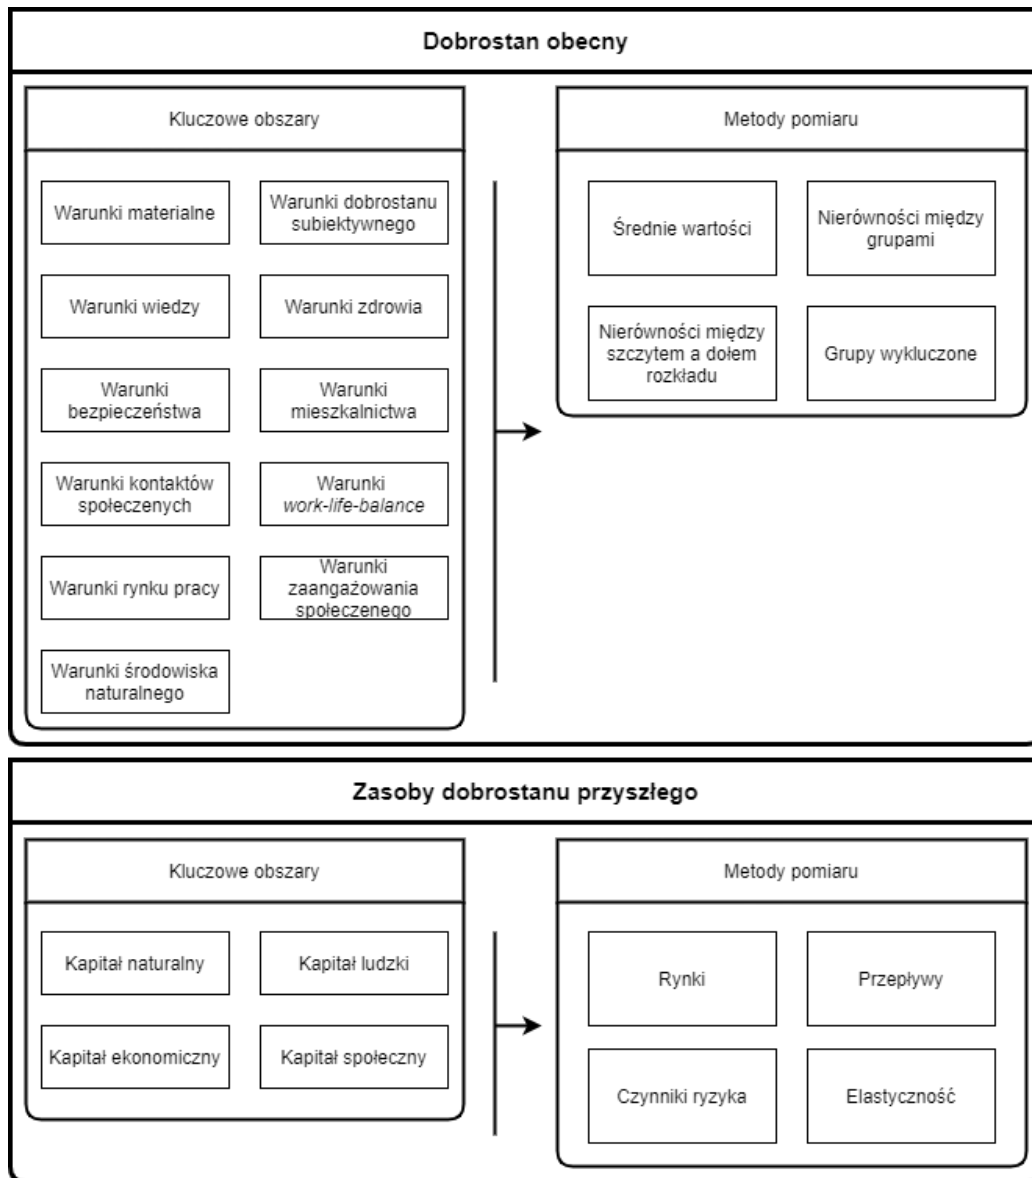 Dobrostan obecny
Kluczowe obszary
Warunki materialne
Warunki dobrostanu
subiektywnego
Warunki wiedzy
Warunki zdrowia
Warunki
bezpieczeństwa
Warunki
mieszkalnictwa
Warunki kontaktów
społeczenych
Warunki
work-life-balance
Warunki rynku pracy
Warunki
zaangażowania
społeczenego
Warunki środowiska
naturalnego
Metody pomiaru
Średnie wartości
Nierówności między
grupami
Nierówności między
szczytem a dołem
rozkładu
Grupy wykluczone
Zasoby dobrostanu przyszłego
Kluczowe obszary
Kapitał naturalny
Kapitał ludzki
Kapitał ekonomiczny
Kapitał społeczny
Metody pomiaru
Rynki
Przepływy
Czynniki ryzyka
Elastyczność